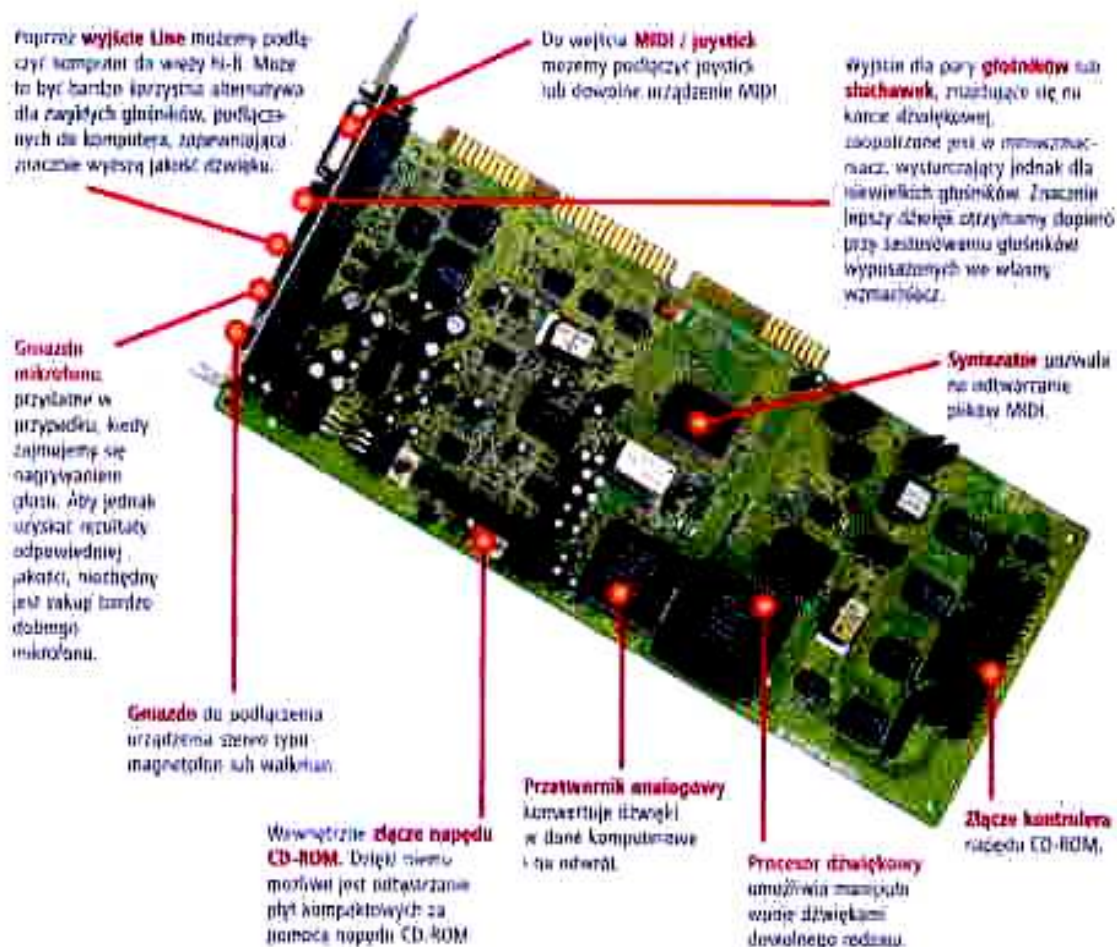 Poprzez wyjście Line możemy podłą-
czyć komputer do wieży hi-fi. Może
to być bardzo korzystna alternatywa
dla zwykłych głośników, podłącza-
nych do komputera, zapewniająca
znacznie wyższą jakość dźwięku.
Do wejścia MIDI / joystick
możemy podłączyć joystick
lub dowolne urządzenie MIDI.
Wyjście dla pary głośników lub
słuchawek, znajdujące się na
karcie dźwiękowej,
zaopatrzone jest w miniwzmac-
niacz, wystarczający jednak dla
niewielkich głośników. Znacznie
lepszy dźwięk otrzymamy dopiero
przy zastosowaniu głośników
wyposażonych we własny
wzmacniacz.
Gniazdo
mikrofonu
przydatne w
przypadku, kiedy
zajmujemy się
nagrywaniem
głosu. Aby jednak
uzyskać rezultaty
odpowiedniej
jakości, niezbędny
jest zakup bardzo
dobrego
mikrofonu.
Syntezator pozwala
na odtwarzanie
plików MIDI.
Gniazdo do podłączenia
urządzenia stereo typu
magnetofon lub walkman.
Wewnętrzne złącze napędu
CD-ROM. Dzięki niemu
możliwe jest odtwarzanie
płyt kompaktowych za
pomocą napędu CD-ROM
Przetwornik analogowy
konwertuje dźwięki
w dane komputerowe
i na odwrót.
Procesor dźwiękowy
umożliwia manipulo
wanie dźwiękami
dowolnego rodzaju.
Złącze kontrolera
napędu CD-ROM.